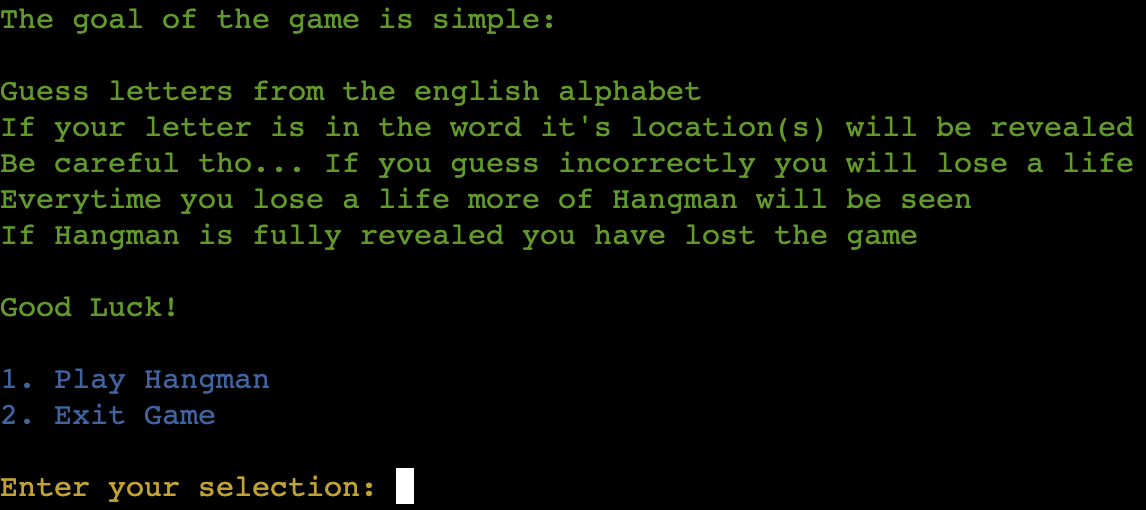 The goal of the game is simple:
Guess letters from the english alphabet
If your letter is in the word it's location(s) will be revealed
Be careful tho... If you guess incorrectly you will lose a life
Everytime you lose a life more of Hangman will be seen
If Hangman is fully revealed you have lost the game
Good Luck!
1. Play Hangman
2. Exit Game
Enter your selection: